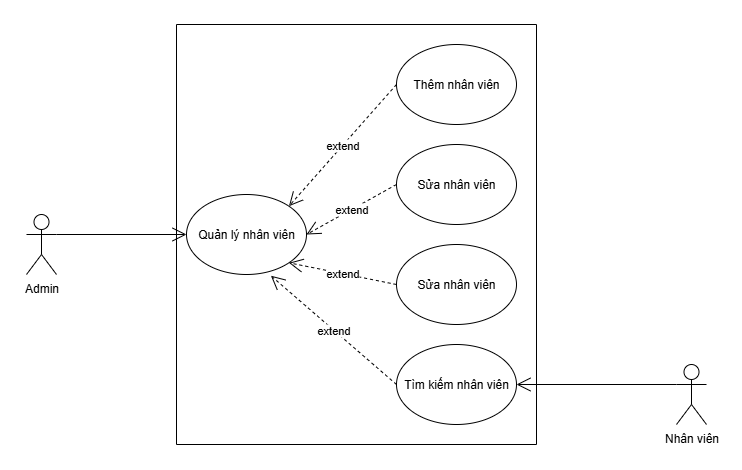 Thêm nhân viên
extend
Sửa nhân viên
extend
Quản lý nhân viên
extend
Sửa nhân viên
Admin
extend
Tìm kiếm nhân viên
Nhân viên